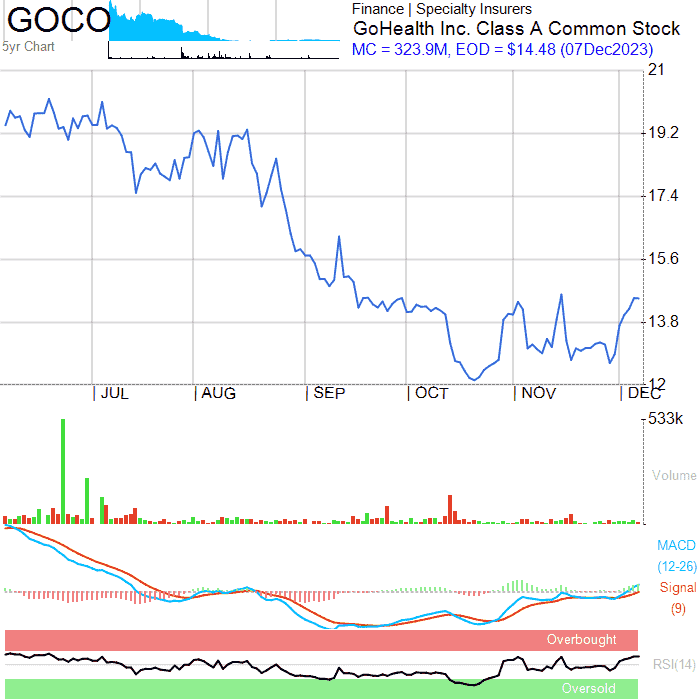 GOCO
5yr Chart
Finance | Specialty Insurers
GoHealth Inc. Class A Common Stock
MC = 323.9M, EOD = $14.48 (07Dec2023)
21
19.2
17.4
15.6
13.8
12
| JUL | AUG | SEP | OCT | NOV | DEC
533k
Volume
MACD
(12-26)
Signal
(9)
Overbought
RSI(14)
Oversold